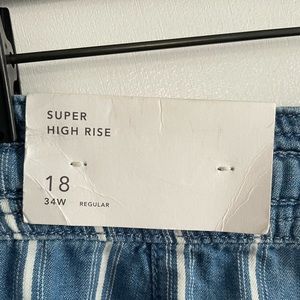 SUPER
HIGH RISE
18
34W REGULAR